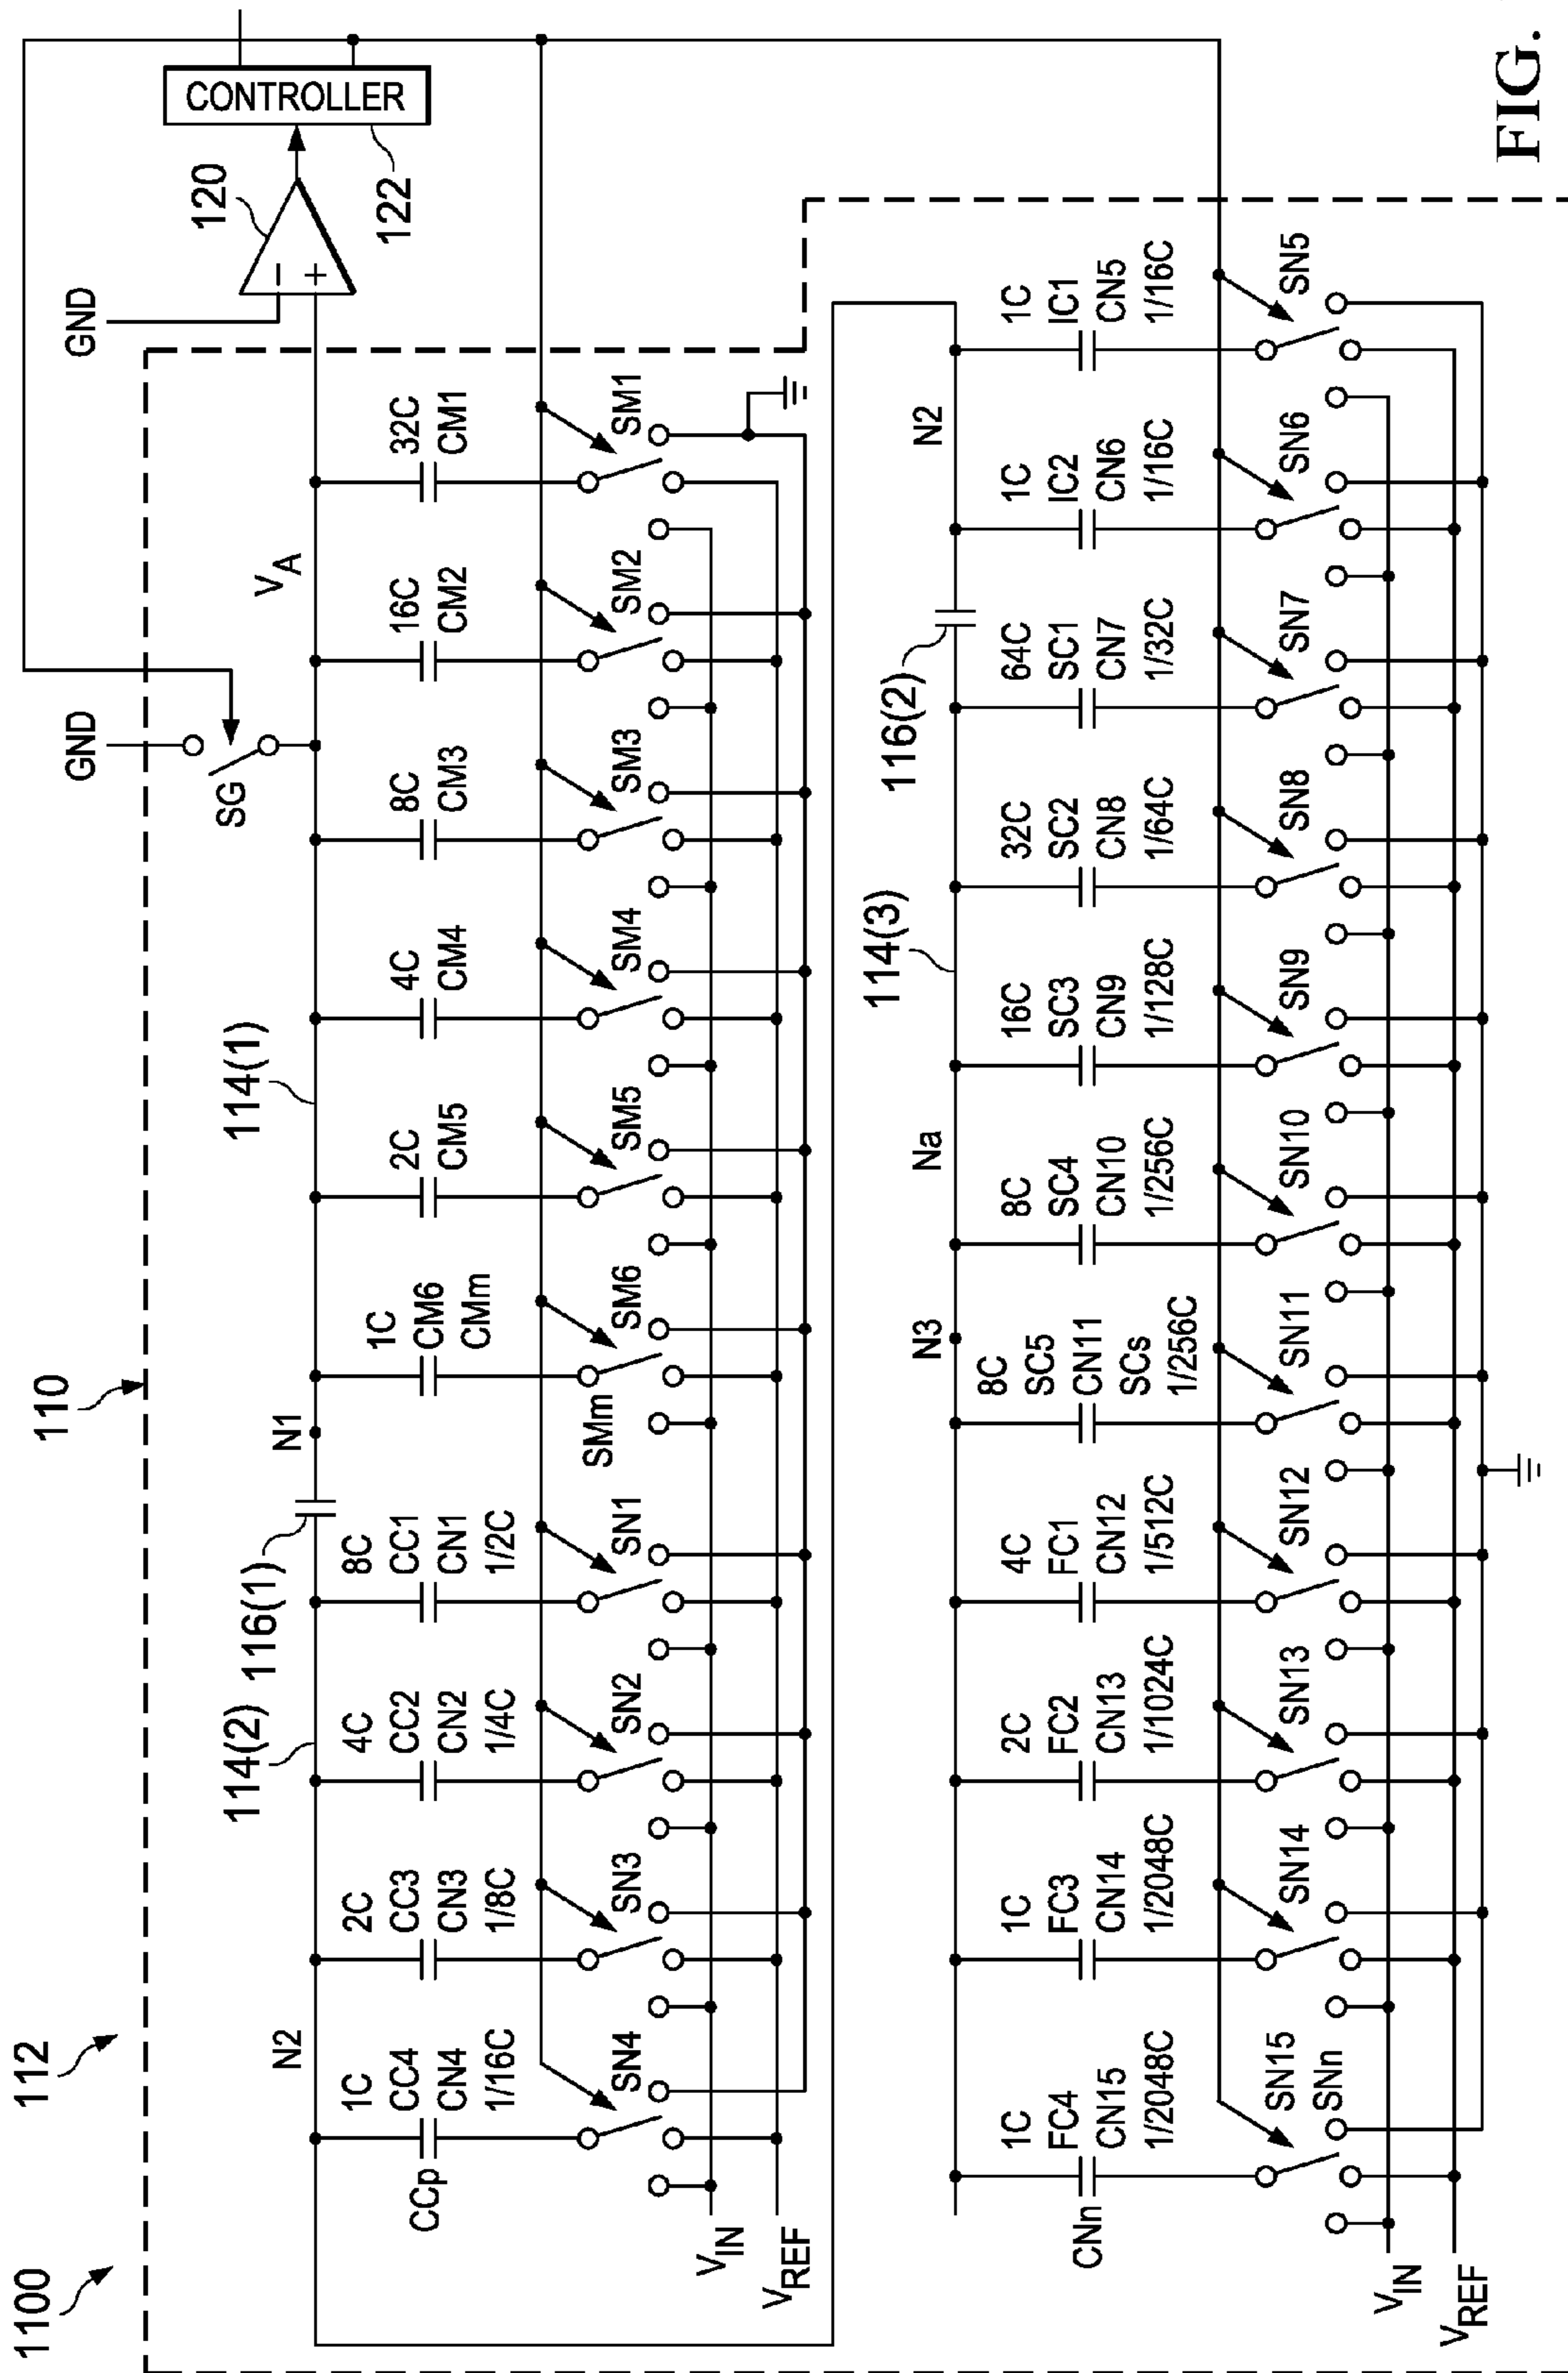 1100
112
110
GND
GND
120
CONTROLLER
122
SG
114(2)
116(1)
114(1)
N2
N1
V_A
1C
CC4
CN4
1/16C
CCp
2C
CC3
CN3
1/8C
4C
CC2
CN2
1/4C
8C
CC1
CN1
1/2C
1C
CM6
CMm
2C
CM5
4C
CM4
8C
CM3
16C
CM2
32C
CM1
−
+
SN4
SN3
SN2
SN1
SMm
SM6
SM5
SM4
SM3
SM2
SM1
V_IN
V_REF
114(3)
116(2)
N3
Na
N2
1C
FC4
CN15
1/2048C
CNn
1C
FC3
CN14
1/2048C
2C
FC2
CN13
1/1024C
4C
FC1
CN12
1/512C
8C
SC5
CN11
SCs
1/256C
8C
SC4
CN10
1/256C
16C
SC3
CN9
1/128C
32C
SC2
CN8
1/64C
64C
SC1
CN7
1/32C
1C
IC2
CN6
1/16C
1C
IC1
CN5
1/16C
SN15
SNn
SN14
SN13
SN12
SN11
SN10
SN9
SN8
SN7
SN6
SN5
V_IN
V_REF
FIG.